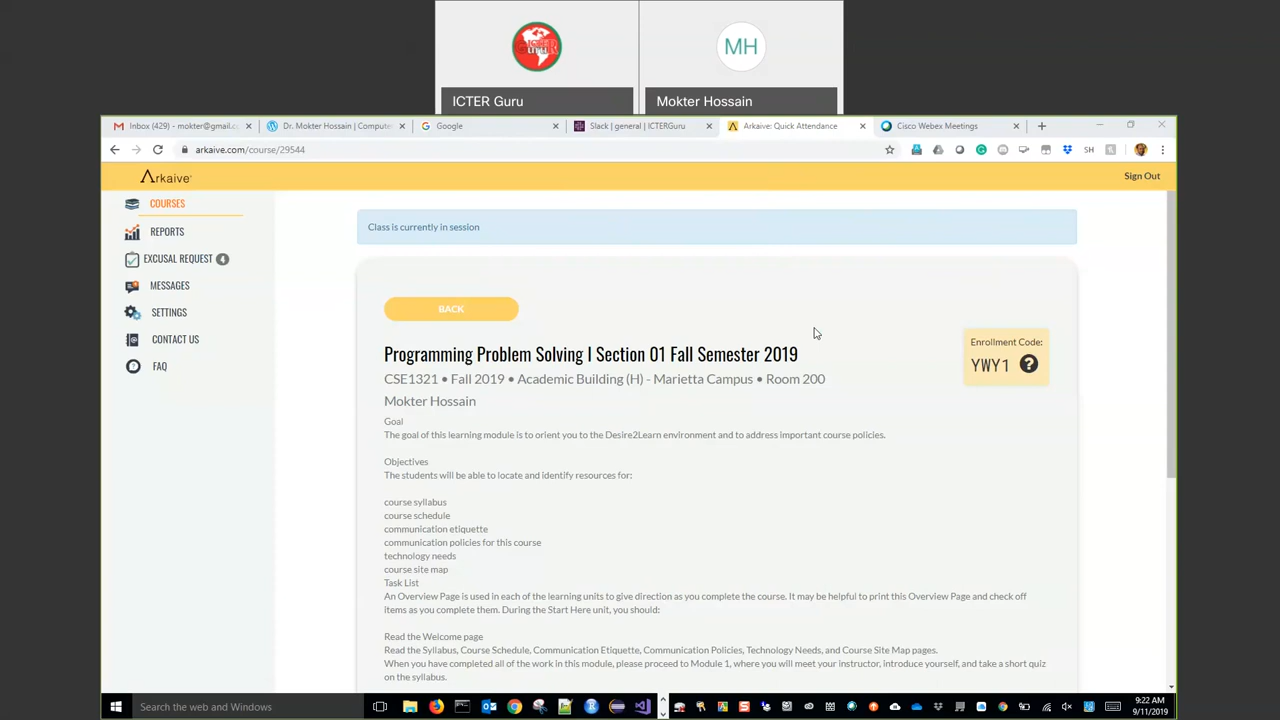 MH
ICTER Guru
Mokter Hossain
Inbox (429) - mokter@gmail.c
Dr. Mokter Hossain | Compute
Google
Slack | general | ICTERGuru
Arkaive: Quick Attendance
Cisco Webex Meetings
arkaive.com/course/29544
SH
Arkaive
Sign Out
COURSES
REPORTS
EXCUSAL REQUEST 4
MESSAGES
SETTINGS
CONTACT US
FAQ
Class is currently in session
BACK
Enrollment Code:
YWY1 ?
Programming Problem Solving I Section 01 Fall Semester 2019
CSE1321 • Fall 2019 • Academic Building (H) - Marietta Campus • Room 200
Mokter Hossain
Goal
The goal of this learning module is to orient you to the Desire2Learn environment and to address important course policies.
Objectives
The students will be able to locate and identify resources for:
course syllabus
course schedule
communication etiquette
communication policies for this course
technology needs
course site map
Task List
An Overview Page is used in each of the learning units to give direction as you complete the course. It may be helpful to print this Overview Page and check off
items as you complete them. During the Start Here unit, you should:
Read the Welcome page
Read the Syllabus, Course Schedule, Communication Etiquette, Communication Policies, Technology Needs, and Course Site Map pages.
When you have completed all of the work in this module, please proceed to Module 1, where you will meet your instructor, introduce yourself, and take a short quiz
on the syllabus.
Search the web and Windows
9:22 AM
9/11/2019